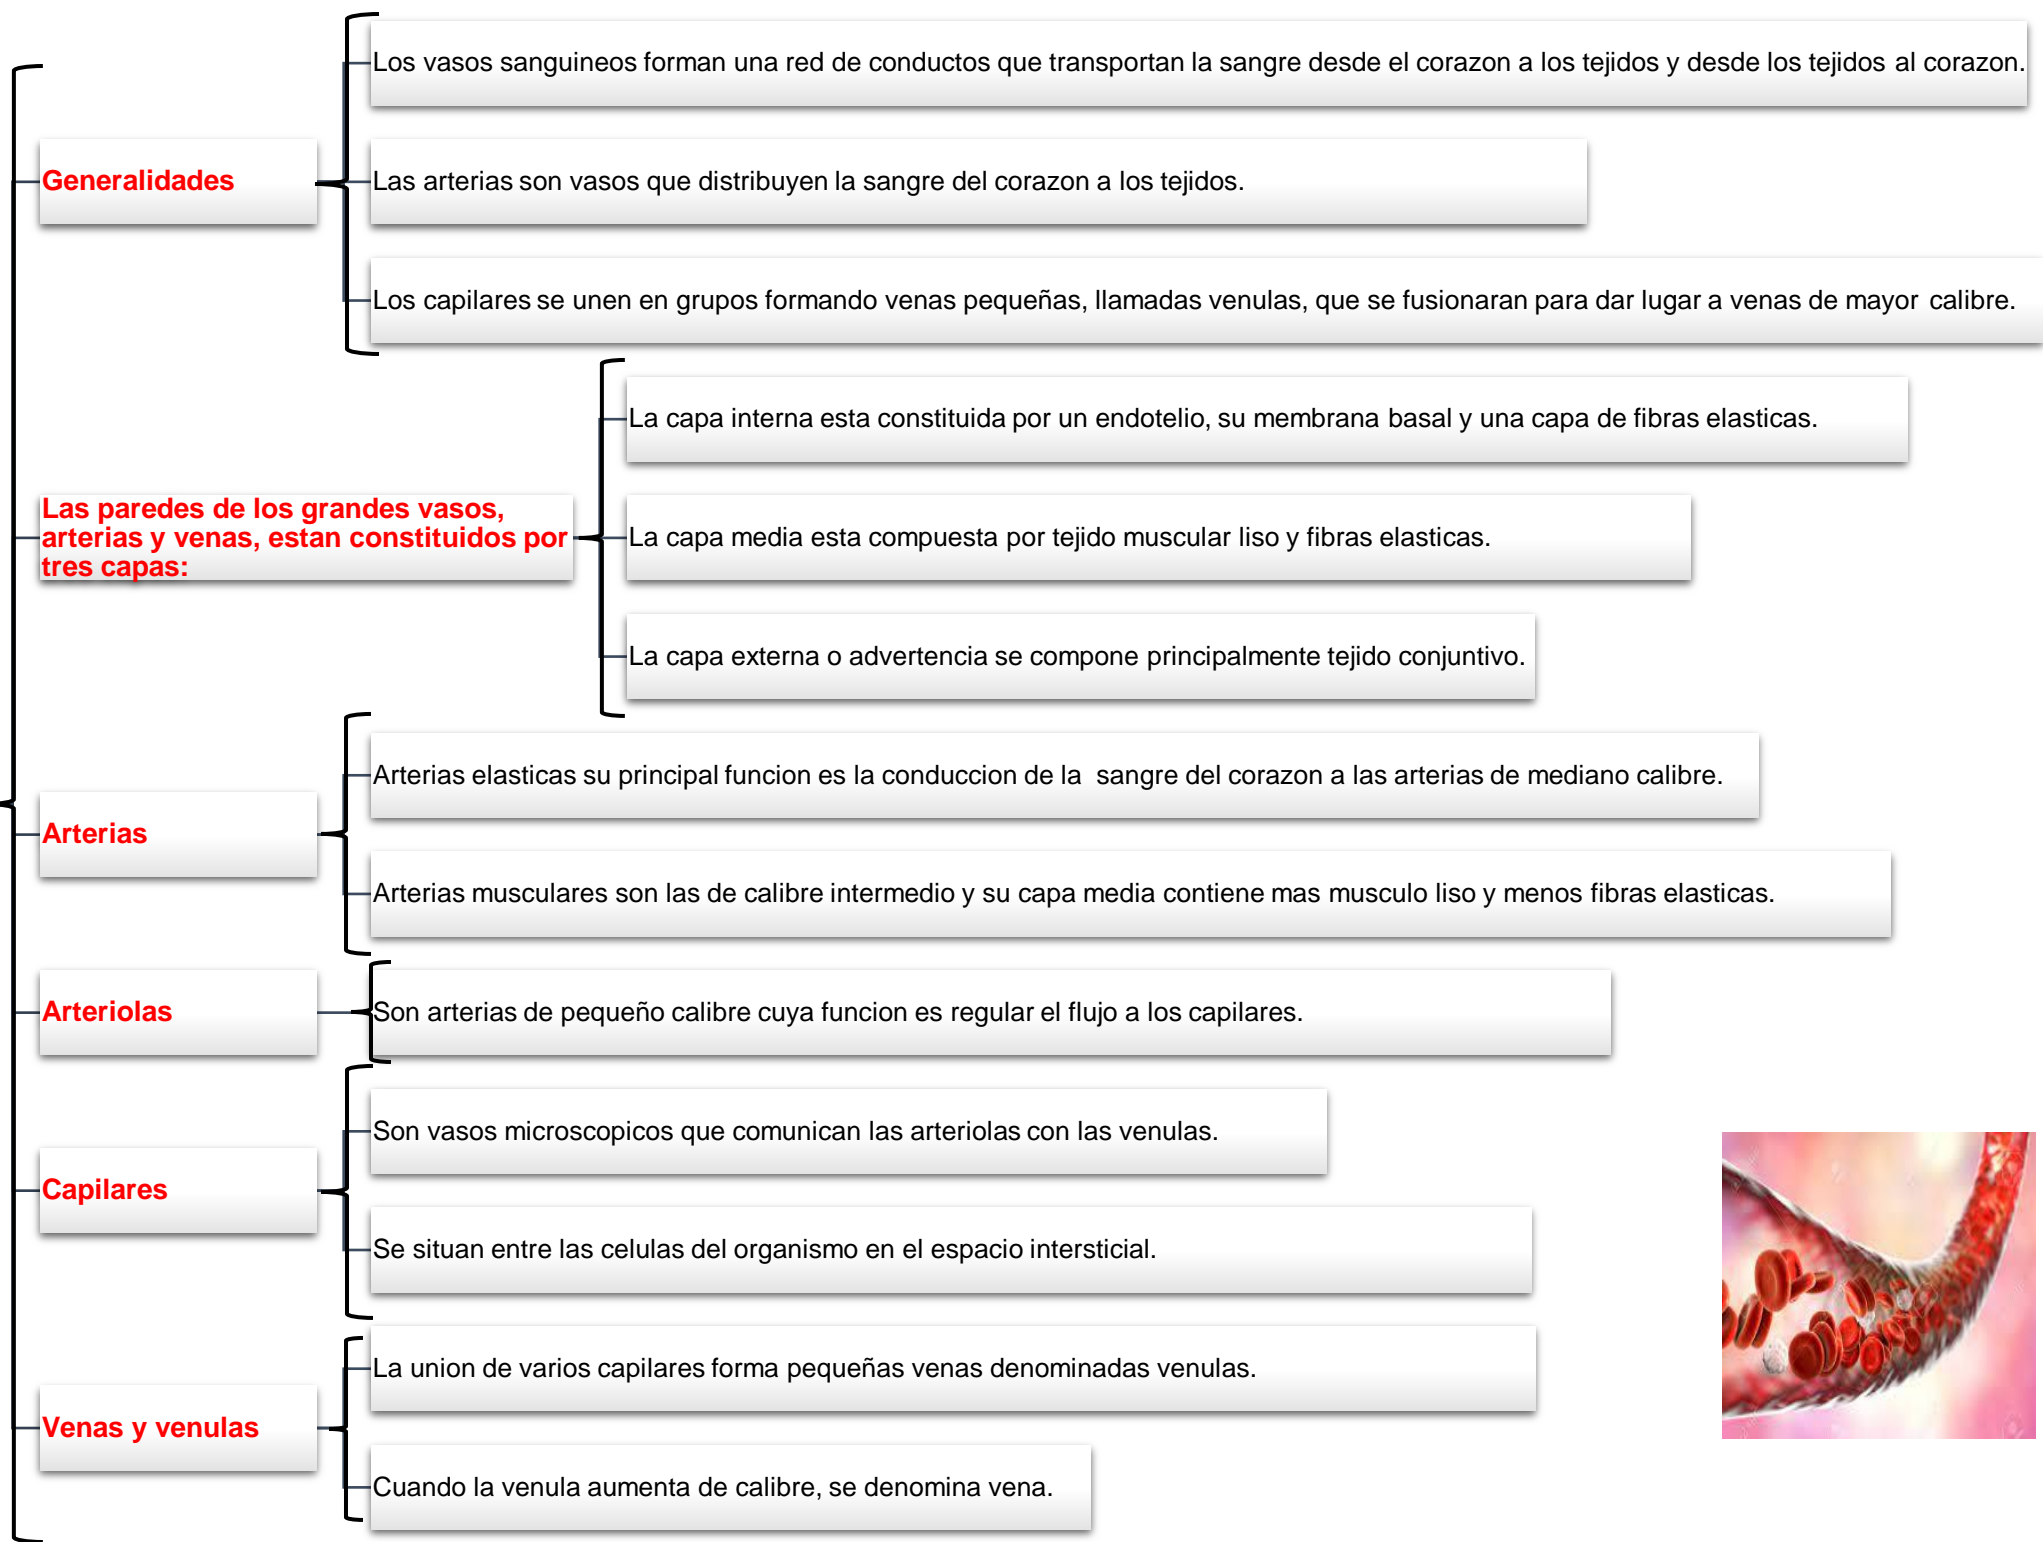 Los vasos sanguineos forman una red de conductos que transportan la sangre desde el corazon a los tejidos y desde los tejidos al corazon.
Generalidades
Las arterias son vasos que distribuyen la sangre del corazon a los tejidos.
Los capilares se unen en grupos formando venas pequeñas, llamadas venulas, que se fusionaran para dar lugar a venas de mayor calibre.
La capa interna esta constituida por un endotelio, su membrana basal y una capa de fibras elasticas.
Las paredes de los grandes vasos,
arterias y venas, estan constituidos por
tres capas:
La capa media esta compuesta por tejido muscular liso y fibras elasticas.
La capa externa o advertencia se compone principalmente tejido conjuntivo.
Arterias elasticas su principal funcion es la conduccion de la  sangre del corazon a las arterias de mediano calibre.
Arterias
Arterias musculares son las de calibre intermedio y su capa media contiene mas musculo liso y menos fibras elasticas.
Arteriolas
Son arterias de pequeño calibre cuya funcion es regular el flujo a los capilares.
Son vasos microscopicos que comunican las arteriolas con las venulas.
Capilares
Se situan entre las celulas del organismo en el espacio intersticial.
La union de varios capilares forma pequeñas venas denominadas venulas.
Venas y venulas
Cuando la venula aumenta de calibre, se denomina vena.